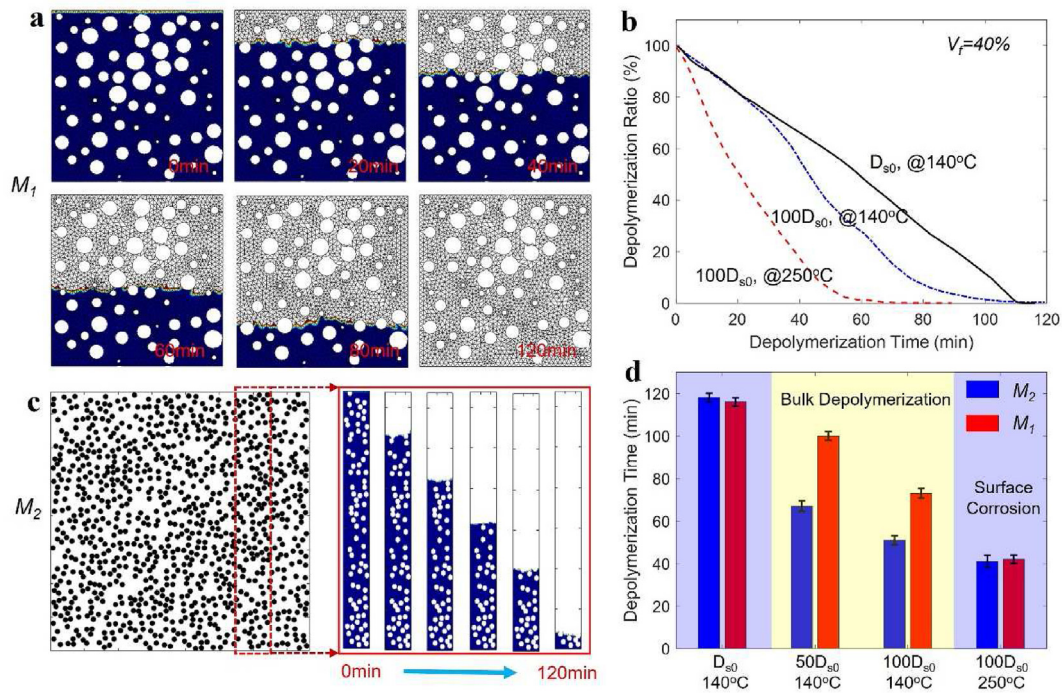 a
M1
0min
20min
40min
60min
80min
120min
b
Depolymerization Ratio (%)
100
80
60
40
20
0
Vf=40%
Ds0, @140°C
100Ds0, @140°C
100Ds0, @250°C
0
20
40
60
80
100
120
Depolymerization Time (min)
c
M2
0min
120min
d
Depolymerization Time (min)
120
100
80
60
40
20
0
Bulk Depolymerization
M2
M1
Surface
Corrosion
Ds0 50Ds0 100Ds0 100Ds0
140°C 140°C 140°C 250°C